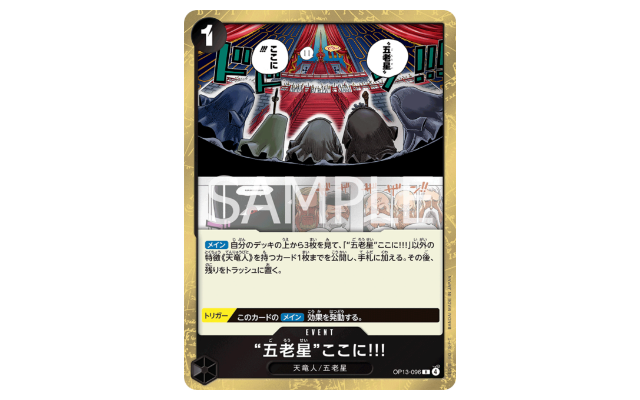 1
ここに
!!!
“五老星”
!!!
SAMPLE
メイン 自分のデッキの上から3枚を見て、「“五老星”ここに!!!」以外の
特徴《天竜人》を持つカード1枚までを公開し、手札に加える。その後、
残りをトラッシュに置く。
トリガー このカードの メイン 効果を発動する。
EVENT
“五老星”ここに!!!
天竜人/五老星
OP13-096 R 4